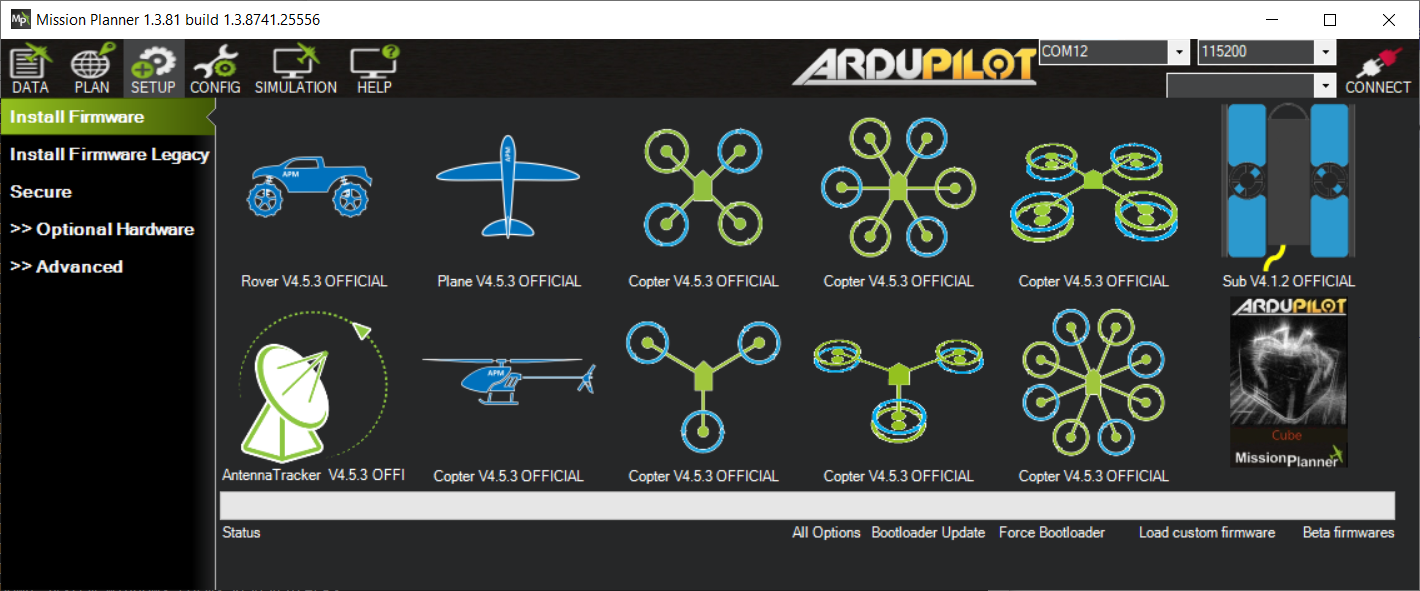 Mission Planner 1.3.81 build 1.3.8741.25556
DATA
PLAN
SETUP
CONFIG
SIMULATION
HELP
ARDUPILOT
COM12
115200
CONNECT
Install Firmware
Install Firmware Legacy
Secure
>> Optional Hardware
>> Advanced
APM
APM
Rover V4.5.3 OFFICIAL
Plane V4.5.3 OFFICIAL
Copter V4.5.3 OFFICIAL
Copter V4.5.3 OFFICIAL
Copter V4.5.3 OFFICIAL
Sub V4.1.2 OFFICIAL
APM
ARDUPILOT
Cube
MissionPlanner
AntennaTracker V4.5.3 OFFI
Copter V4.5.3 OFFICIAL
Copter V4.5.3 OFFICIAL
Copter V4.5.3 OFFICIAL
Copter V4.5.3 OFFICIAL
Status
All Options
Bootloader Update
Force Bootloader
Load custom firmware
Beta firmwares